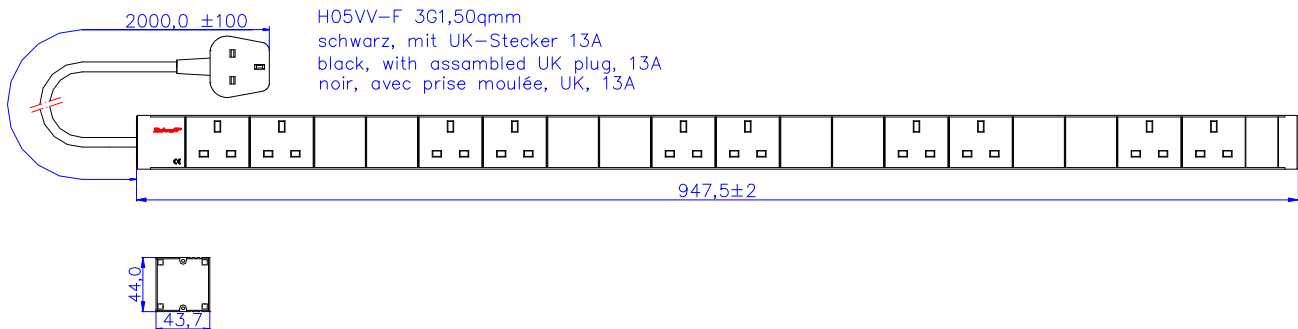 2000,0 ±100
H05VV-F 3G1,50qmm
schwarz, mit UK-Stecker 13A
black, with assambled UK plug, 13A
noir, avec prise moulée, UK, 13A
CE
947,5±2
44,0
43,7